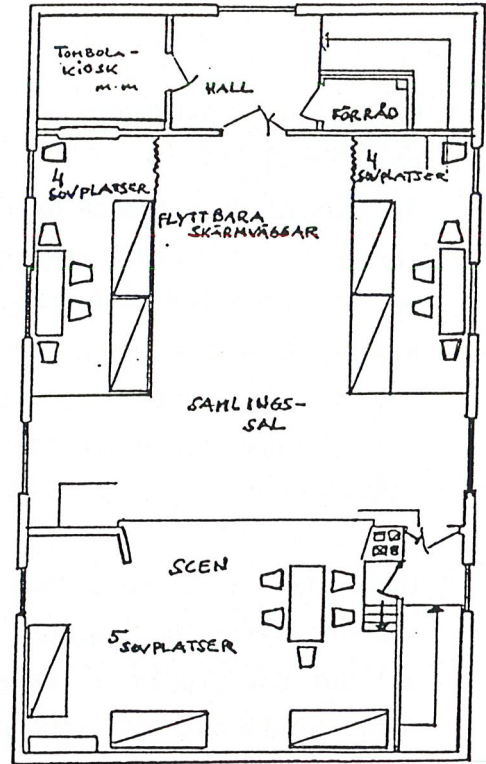 TOMBOLA-
KIOSK
M.M
HALL
FÖRRÅD
4
SOVPLATSER
4
SOVPLATSER
FLYTTBARA
SKÄRMVÄGGAR
SAMLINGS-
SAL
SCEN
5 SOVPLATSER